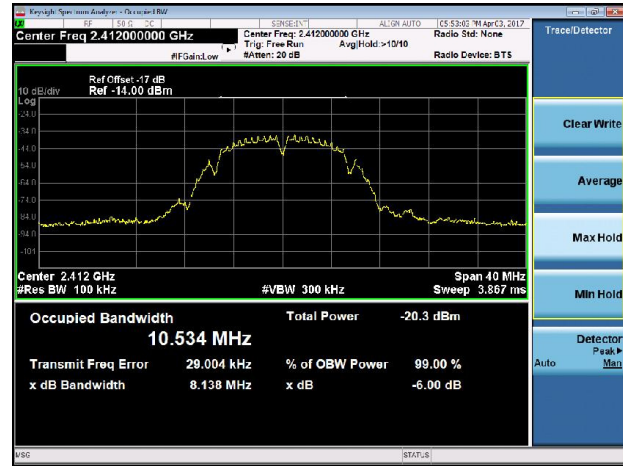 Keysight Spectrum Analyzer - Occupied BW
RF 50 Ω DC SENSE:INT ALIGN AUTO 05:53:03 PM Apr 03, 2017
Center Freq 2.412000000 GHz
Center Freq: 2.412000000 GHz
Radio Std: None
Trig: Free Run Avg|Hold:>10/10
#IFGain:Low
#Atten: 20 dB
Radio Device: BTS
Trace/Detector
Ref Offset -17 dB
10 dB/div Ref -14.00 dBm
Log
-24.0
-34.0
-44.0
-54.0
-64.0
-74.0
-84.0
-94.0
-101
Center 2.412 GHz Span 40 MHz
#Res BW 100 kHz #VBW 300 kHz Sweep 3.867 ms
Occupied Bandwidth Total Power -20.3 dBm
10.534 MHz
Transmit Freq Error 29.004 kHz % of OBW Power 99.00 %
x dB Bandwidth 8.138 MHz x dB -6.00 dB
Clear Write
Average
Max Hold
Min Hold
Detector
Peak▶
Auto Man
MSG STATUS